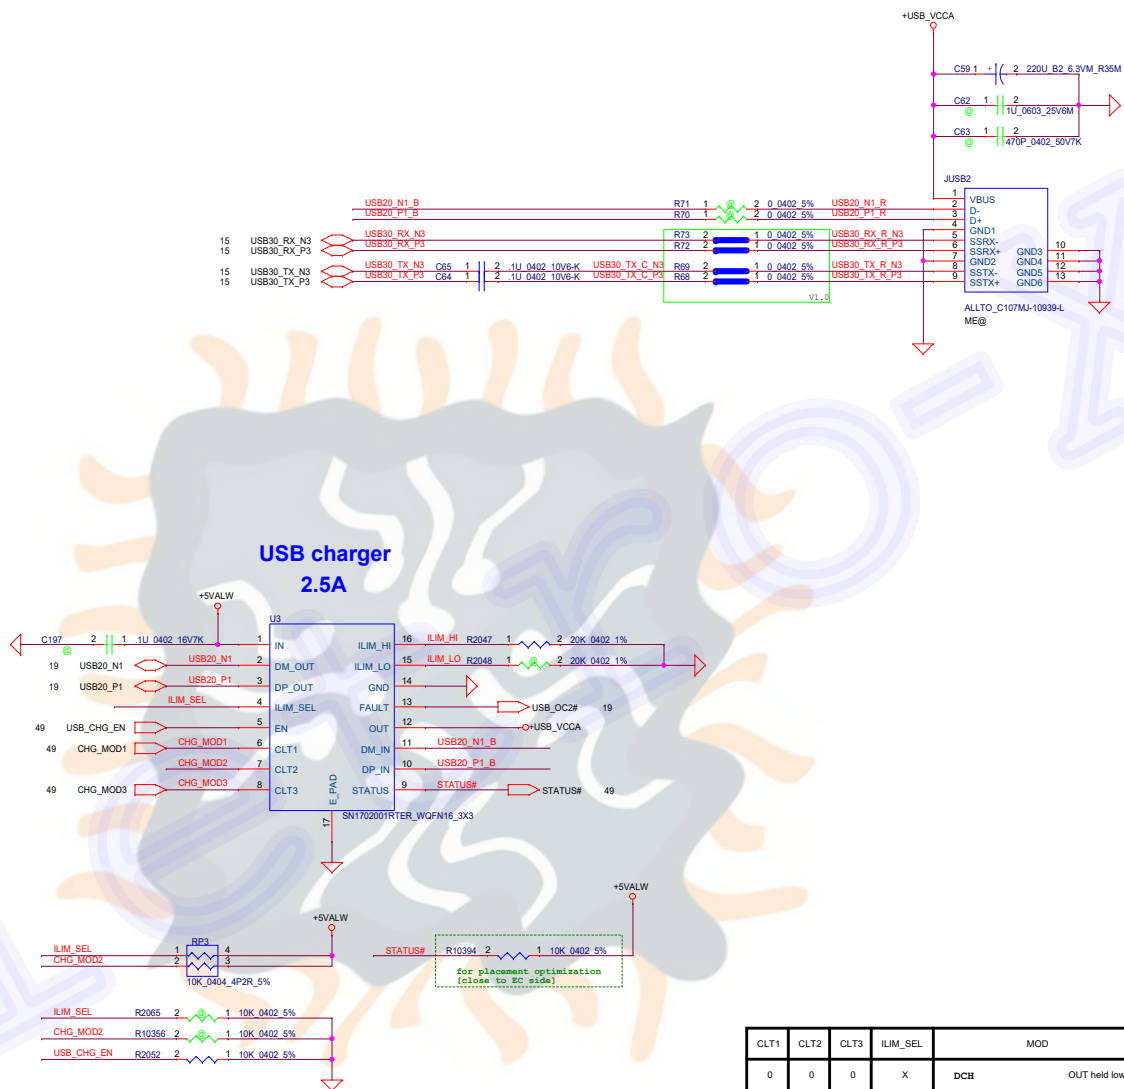 +USB_VCCA
C59 1 + 2 220U_B2_6.3VM_R35M
C62 1 2
@ 1U_0603_25V6M
C63 1 2
@ 470P_0402_50V7K
JUSB2
USB20_N1_B R71 1 @ 2 0_0402_5% USB20_N1_R
USB20_P1_B R70 1 @ 2 0_0402_5% USB20_P1_R
15 USB30_RX_N3 USB30_RX_N3 R73 2 1 0_0402_5% USB30_RX_R_N3
15 USB30_RX_P3 USB30_RX_P3 R72 2 1 0_0402_5% USB30_RX_R_P3
15 USB30_TX_N3 USB30_TX_N3 C65 1 2 .1U_0402_10V6-K USB30_TX_C_N3 R69 2 1 0_0402_5% USB30_TX_R_N3
15 USB30_TX_P3 USB30_TX_P3 C64 1 2 .1U_0402_10V6-K USB30_TX_C_P3 R68 2 1 0_0402_5% USB30_TX_R_P3
V1.0
1 VBUS
2 D-
3 D+
4 GND1
5 SSRX-
6 SSRX+ GND3 10
7 GND2 GND4 11
8 SSTX- GND5 12
9 SSTX+ GND6 13
ALLTO_C107MJ-10939-L
ME@
USB charger
2.5A
+5VALW
U3
C197 2 1 .1U_0402_16V7K
@
1 IN ILIM_HI 16 ILIM_HI R2047 1 2 20K_0402_1%
19 USB20_N1 USB20_N1 2 DM_OUT ILIM_LO 15 ILIM_LO R2048 1 @ 2 20K_0402_1%
19 USB20_P1 USB20_P1 3 DP_OUT GND 14
ILIM_SEL 4 ILIM_SEL FAULT 13 USB_OC2# 19
49 USB_CHG_EN 5 EN OUT 12 +USB_VCCA
49 CHG_MOD1 CHG_MOD1 6 CLT1 DM_IN 11 USB20_N1_B
CHG_MOD2 7 CLT2 DP_IN 10 USB20_P1_B
49 CHG_MOD3 CHG_MOD3 8 CLT3 STATUS 9 STATUS# STATUS# 49
E_PAD
17
SN1702001RTER_WQFN16_3X3
+5VALW
+5VALW
RP3
ILIM_SEL 1 4
CHG_MOD2 2 3
10K_0404_4P2R_5%
STATUS# R10394 2 1 10K_0402_5%
for placement optimization
[close to EC side]
ILIM_SEL R2065 2 @ 1 10K_0402_5%
CHG_MOD2 R10356 2 @ 1 10K_0402_5%
USB_CHG_EN R2052 2 1 10K_0402_5%
CLT1 CLT2 CLT3 ILIM_SEL MOD
0 0 0 X DCH OUT held low